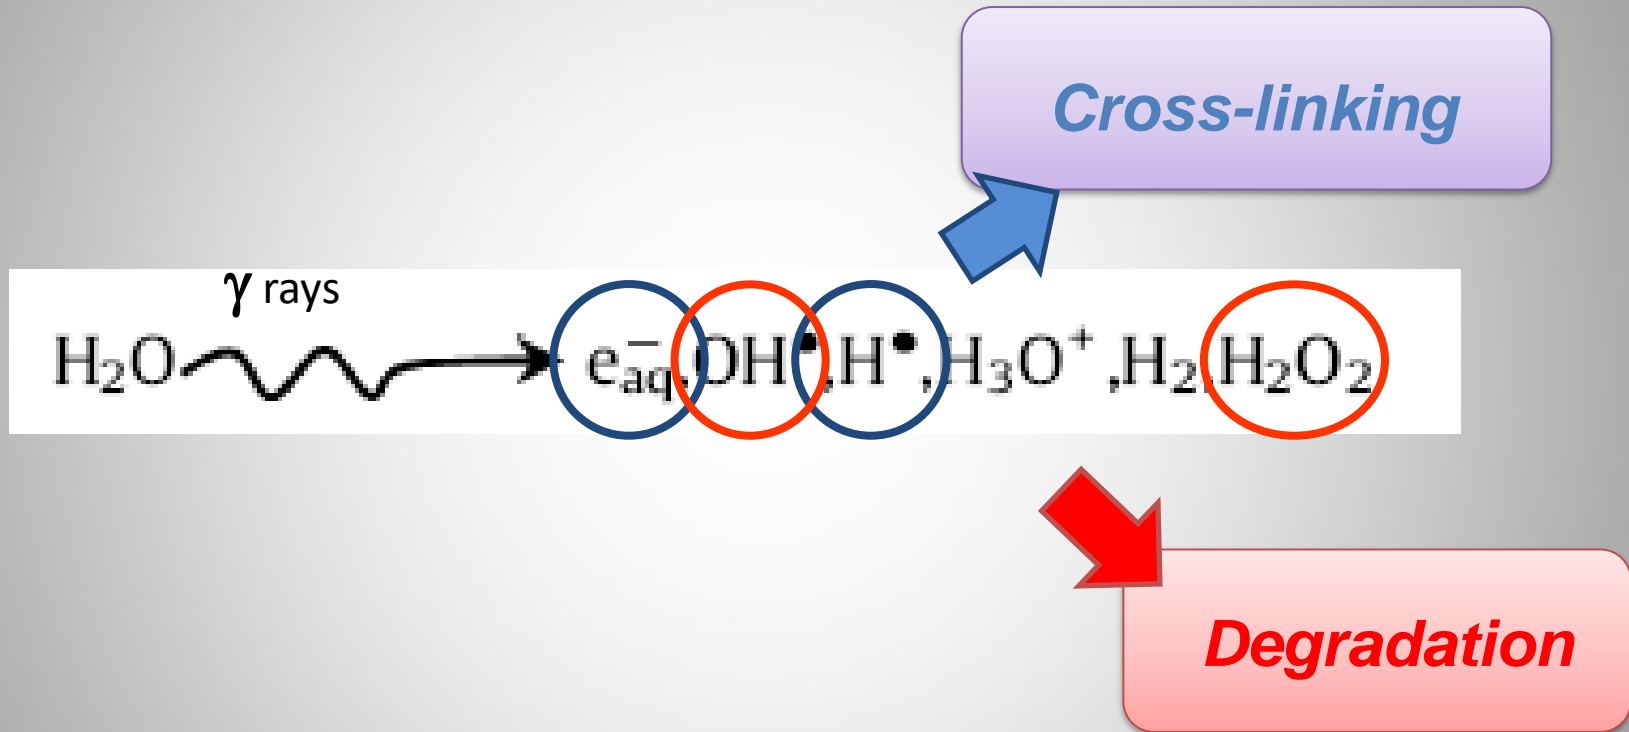 Cross-linking
γ rays
H₂O → e⁻aq,OH•,H•,H₃O⁺,H₂,H₂O₂
Degradation